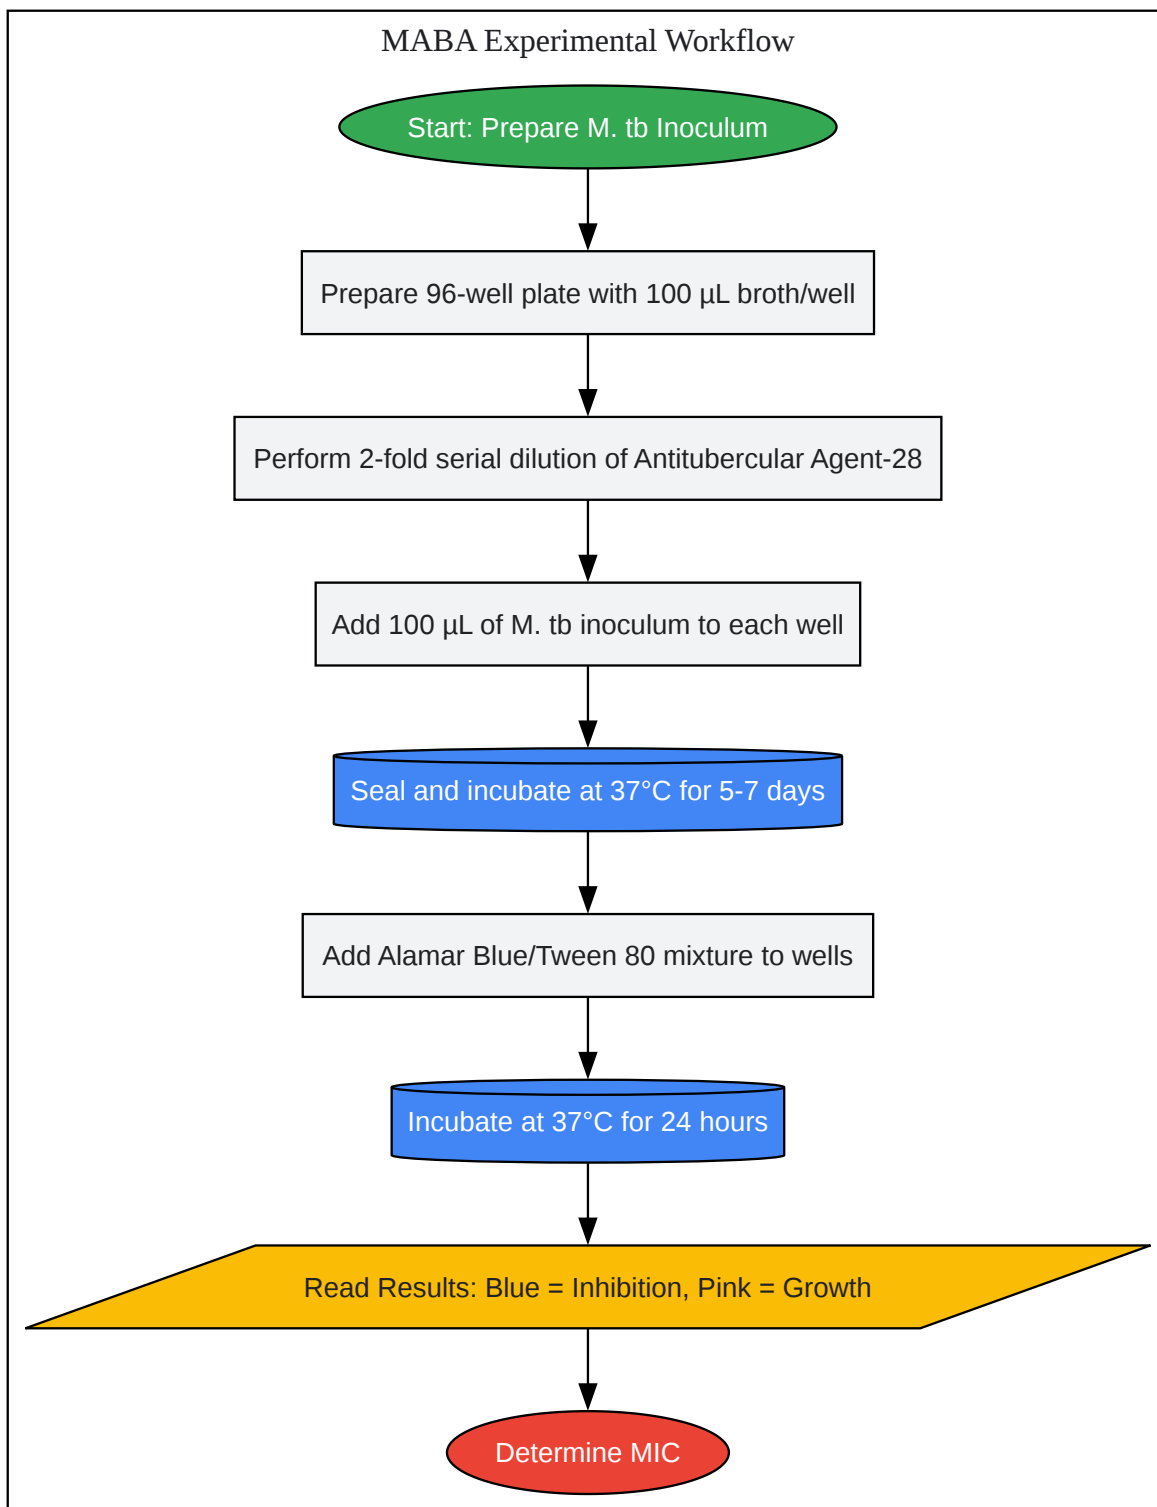 MABA Experimental Workflow
Start: Prepare M. tb Inoculum
Prepare 96-well plate with 100 µL broth/well
Perform 2-fold serial dilution of Antitubercular Agent-28
Add 100 µL of M. tb inoculum to each well
Seal and incubate at 37°C for 5-7 days
Add Alamar Blue/Tween 80 mixture to wells
Incubate at 37°C for 24 hours
Read Results: Blue = Inhibition, Pink = Growth
Determine MIC